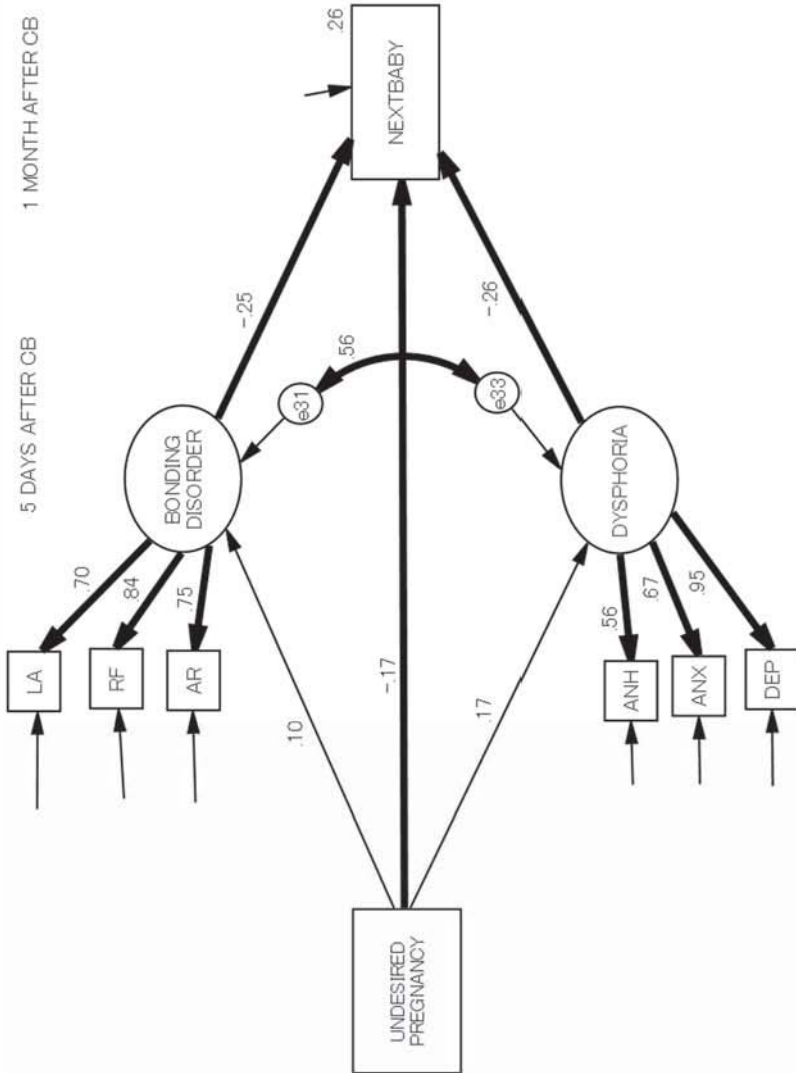 5 DAYS AFTER CB
1 MONTH AFTER CB
LA
RF
AR
.70
.84
.75
BONDING
DISORDER
-.25
.26
NEXTBABY
e31
.56
e33
.10
-.17
.17
-.26
UNDESIRED
PREGNANCY
DYSPHORIA
.56
.67
.95
ANH
ANX
DEP